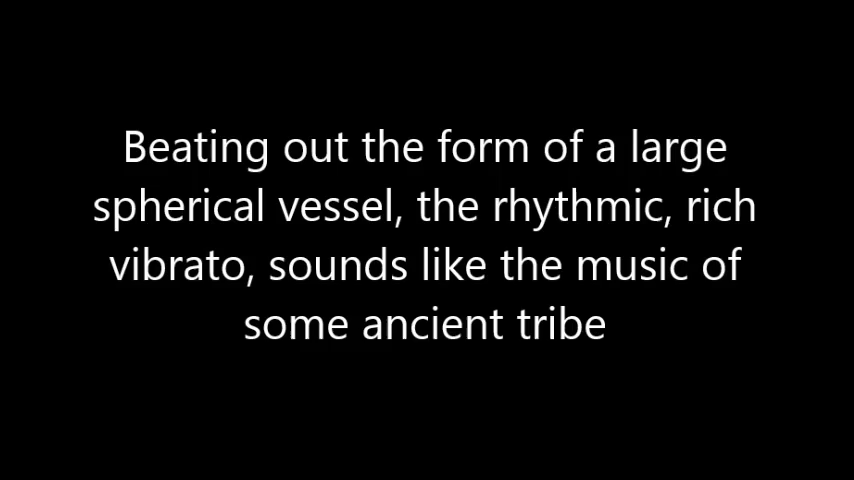 Beating out the form of a large
spherical vessel, the rhythmic, rich
vibrato, sounds like the music of
some ancient tribe